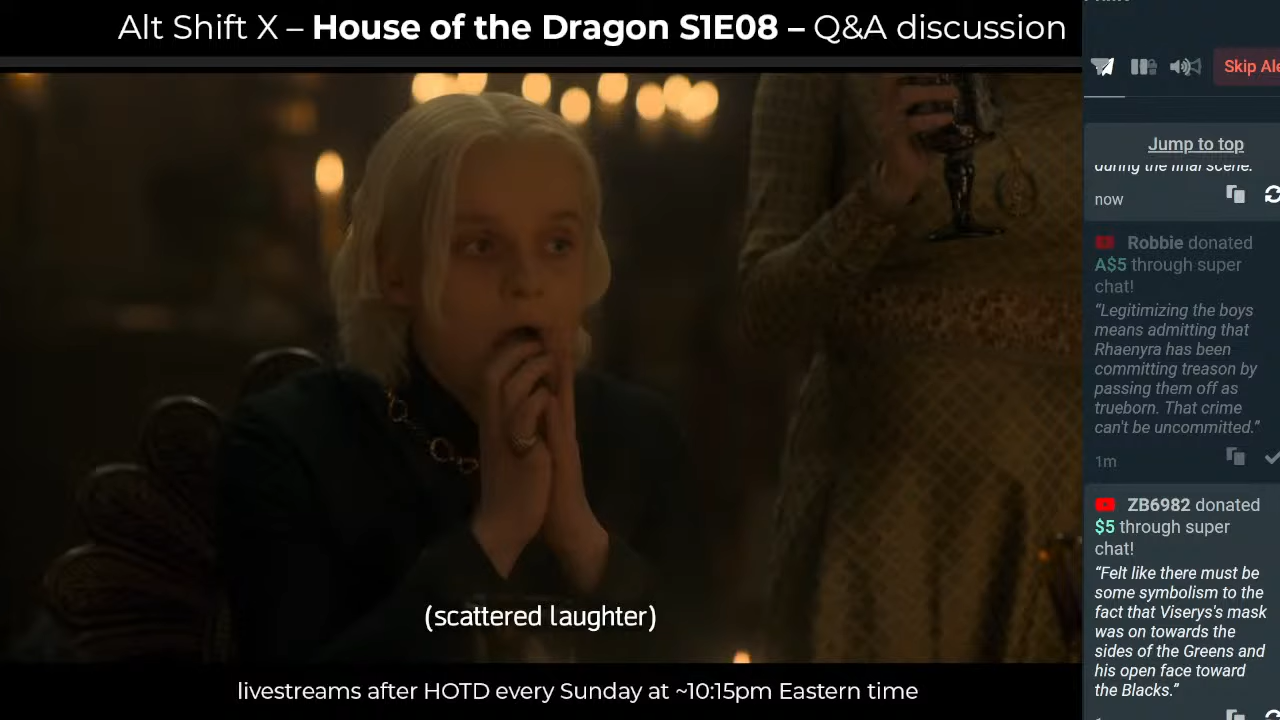 Alt Shift X – House of the Dragon S1E08 – Q&A discussion
(scattered laughter)
livestreams after HOTD every Sunday at ~10:15pm Eastern time
Skip Ale
Jump to top
during the final scene.
now
Robbie donated
A$5 through super
chat!
“Legitimizing the boys
means admitting that
Rhaenyra has been
committing treason by
passing them off as
trueborn. That crime
can't be uncommitted.”
1m
ZB6982 donated
$5 through super
chat!
“Felt like there must be
some symbolism to the
fact that Viserys's mask
was on towards the
sides of the Greens and
his open face toward
the Blacks.”